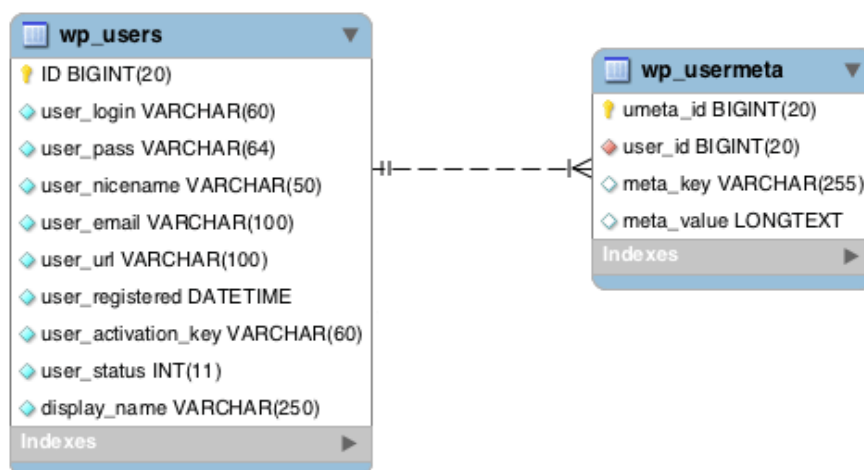 wp_users
ID BIGINT(20)
user_login VARCHAR(60)
user_pass VARCHAR(64)
user_nicename VARCHAR(50)
user_email VARCHAR(100)
user_url VARCHAR(100)
user_registered DATETIME
user_activation_key VARCHAR(60)
user_status INT(11)
display_name VARCHAR(250)
Indexes
wp_usermeta
umeta_id BIGINT(20)
user_id BIGINT(20)
meta_key VARCHAR(255)
meta_value LONGTEXT
Indexes